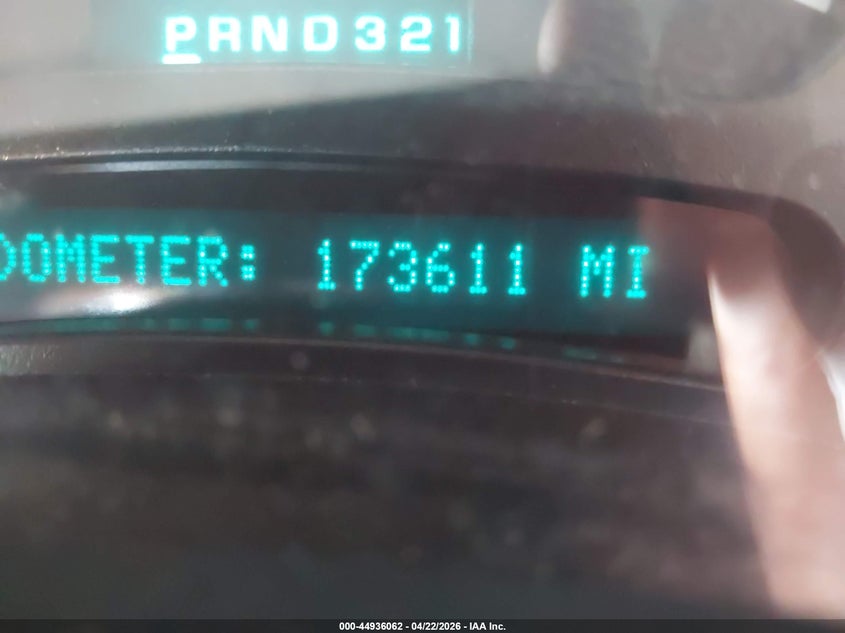 PRND321
DOMETER: 173611 MI
000-44936062 - 04/22/2026 - IAA Inc.